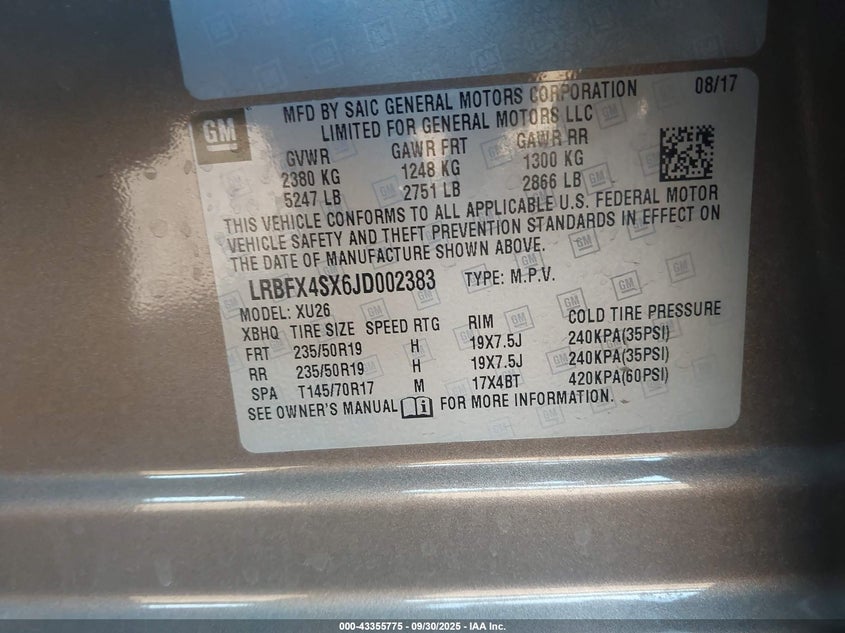 GM
MFD BY SAIC GENERAL MOTORS CORPORATION 08/17
LIMITED FOR GENERAL MOTORS LLC
GVWR GAWR FRT GAWR RR
2380 KG 1248 KG 1300 KG
5247 LB 2751 LB 2866 LB
THIS VEHICLE CONFORMS TO ALL APPLICABLE U.S. FEDERAL MOTOR
VEHICLE SAFETY AND THEFT PREVENTION STANDARDS IN EFFECT ON
THE DATE OF MANUFACTURE SHOWN ABOVE.
LRBFX4SX6JD002383 TYPE: M.P.V.
MODEL: XU26
XBHQ TIRE SIZE SPEED RTG RIM COLD TIRE PRESSURE
FRT 235/50R19 H 19X7.5J 240KPA(35PSI)
RR 235/50R19 H 19X7.5J 240KPA(35PSI)
SPA T145/70R17 M 17X4BT 420KPA(60PSI)
SEE OWNER'S MANUAL FOR MORE INFORMATION.
000-43355775 - 09/30/2025 - IAA Inc.